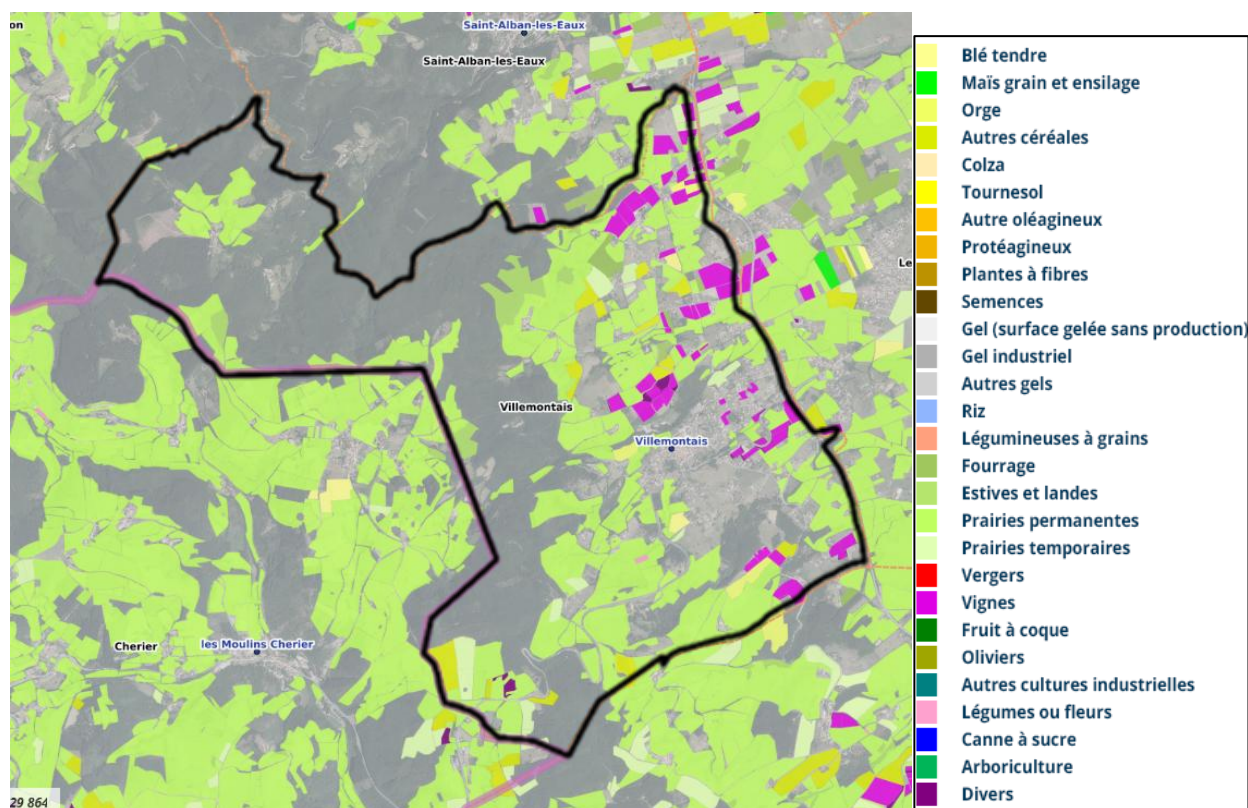 on
Saint-Alban-les-Eaux
Saint-Alban-les-Eaux
Le
Villemontais
Villemontais
Cherier
les Moulins Cherier
29 864
Blé tendre
Maïs grain et ensilage
Orge
Autres céréales
Colza
Tournesol
Autre oléagineux
Protéagineux
Plantes à fibres
Semences
Gel (surface gelée sans production)
Gel industriel
Autres gels
Riz
Légumineuses à grains
Fourrage
Estives et landes
Prairies permanentes
Prairies temporaires
Vergers
Vignes
Fruit à coque
Oliviers
Autres cultures industrielles
Légumes ou fleurs
Canne à sucre
Arboriculture
Divers